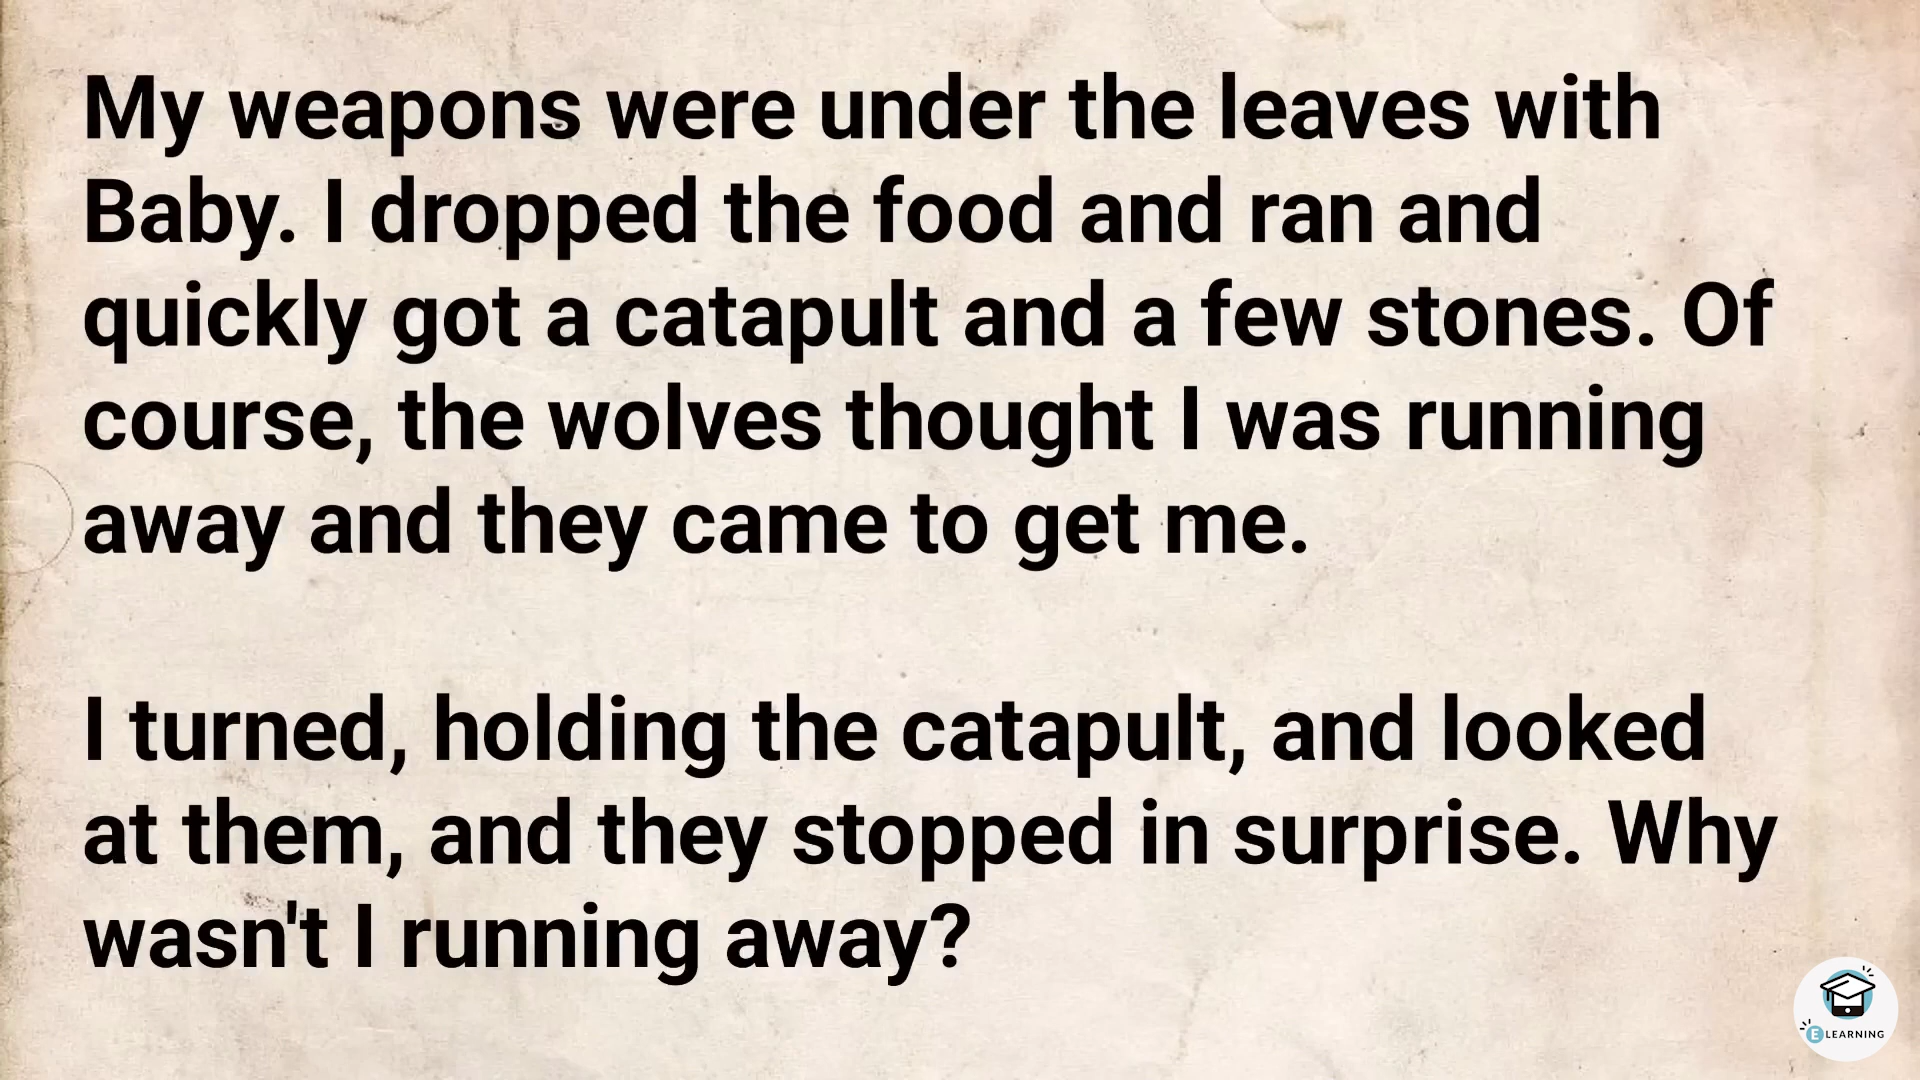 My weapons were under the leaves with
Baby. I dropped the food and ran and
quickly got a catapult and a few stones. Of
course, the wolves thought I was running
away and they came to get me.
I turned, holding the catapult, and looked
at them, and they stopped in surprise. Why
wasn't I running away?
E LEARNING